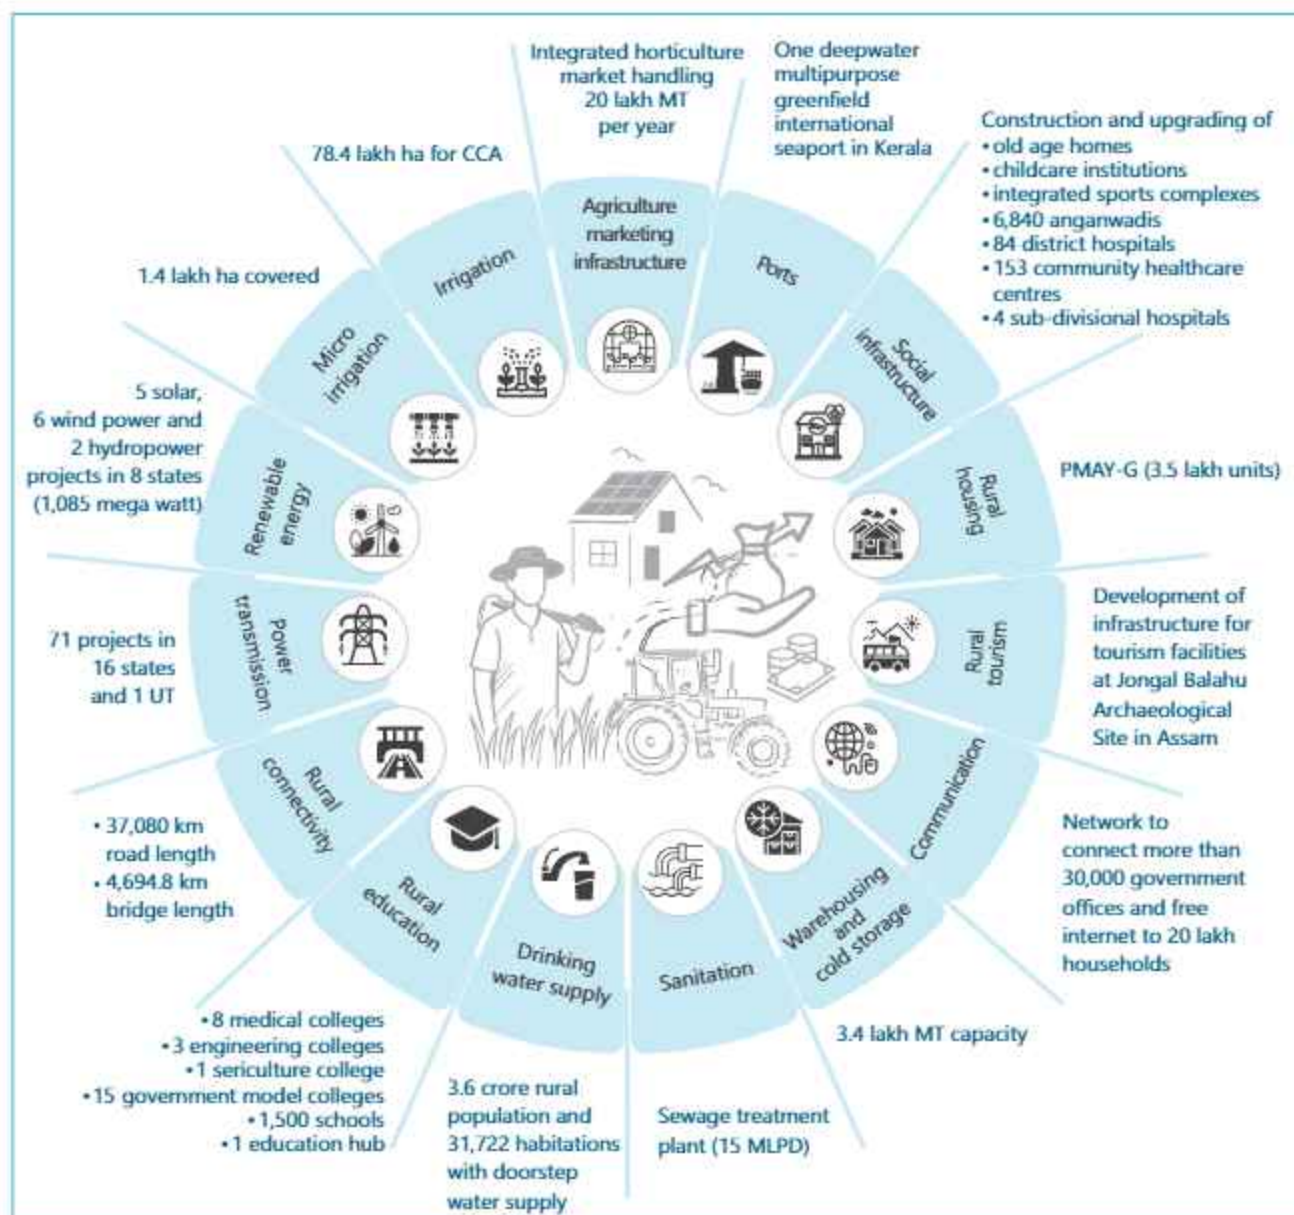 Integrated horticulture
market handling
20 lakh MT
per year
Agriculture
marketing
infrastructure
One deepwater
multipurpose
greenfield
international
seaport in Kerala
Ports
Construction and upgrading of
• old age homes
• childcare institutions
• integrated sports complexes
• 6,840 anganwadis
• 84 district hospitals
• 153 community healthcare
centres
• 4 sub-divisional hospitals
Social
infrastructure
PMAY-G (3.5 lakh units)
Rural
housing
Development of
infrastructure for
tourism facilities
at Jongal Balahu
Archaeological
Site in Assam
Rural
tourism
Network to
connect more than
30,000 government
offices and free
internet to 20 lakh
households
Communication
3.4 lakh MT capacity
Warehousing
and
cold storage
Sewage treatment
plant (15 MLPD)
Sanitation
3.6 crore rural
population and
31,722 habitations
with doorstep
water supply
Drinking
water supply
• 8 medical colleges
• 3 engineering colleges
• 1 sericulture college
• 15 government model colleges
• 1,500 schools
• 1 education hub
Rural
education
• 37,080 km
road length
• 4,694.8 km
bridge length
Rural
connectivity
71 projects in
16 states
and 1 UT
Power
transmission
5 solar,
6 wind power and
2 hydropower
projects in 8 states
(1,085 mega watt)
Renewable
energy
1.4 lakh ha covered
Micro
irrigation
78.4 lakh ha for CCA
Irrigation